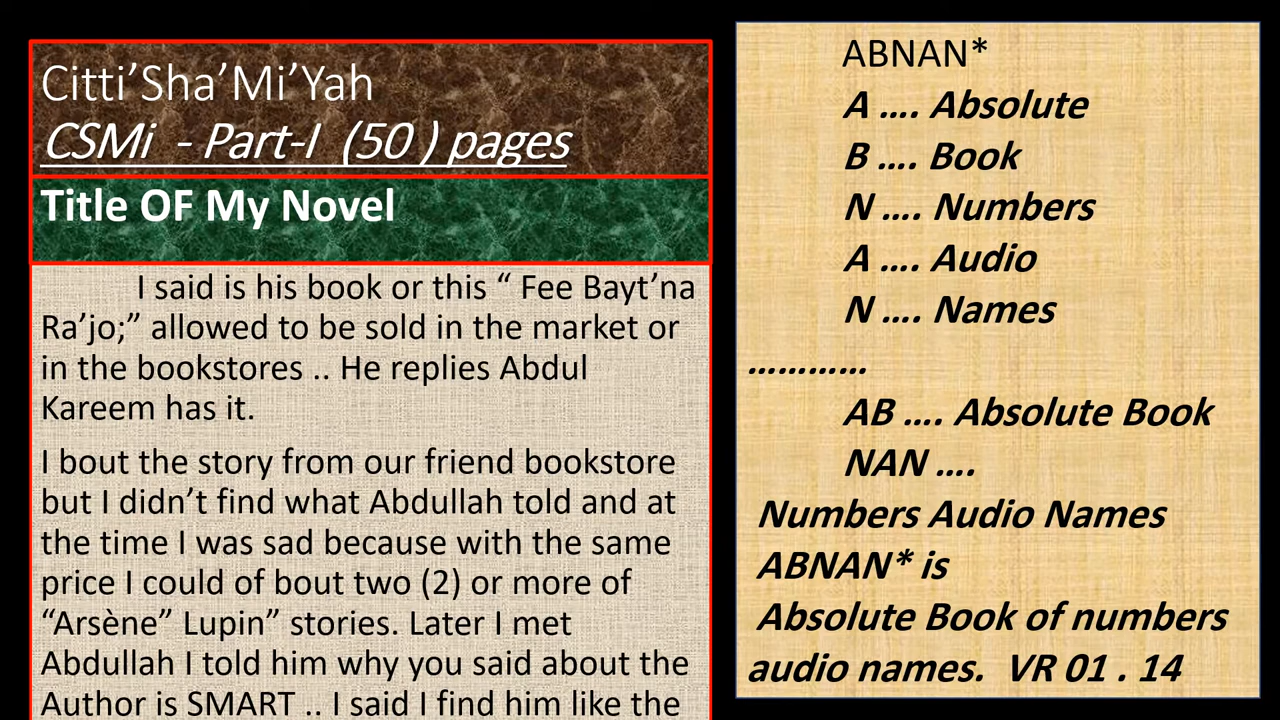 Citti’Sha’Mi’Yah
CSMi - Part-I (50 ) pages
Title OF My Novel
I said is his book or this “ Fee Bayt’na
Ra’jo;” allowed to be sold in the market or
in the bookstores .. He replies Abdul
Kareem has it.
I bout the story from our friend bookstore
but I didn’t find what Abdullah told and at
the time I was sad because with the same
price I could of bout two (2) or more of
“Arsène” Lupin” stories. Later I met
Abdullah I told him why you said about the
Author is SMART .. I said I find him like the
ABNAN*
A .... Absolute
B .... Book
N .... Numbers
A .... Audio
N .... Names
............
AB .... Absolute Book
NAN ....
Numbers Audio Names
ABNAN* is
Absolute Book of numbers
audio names. VR 01 . 14